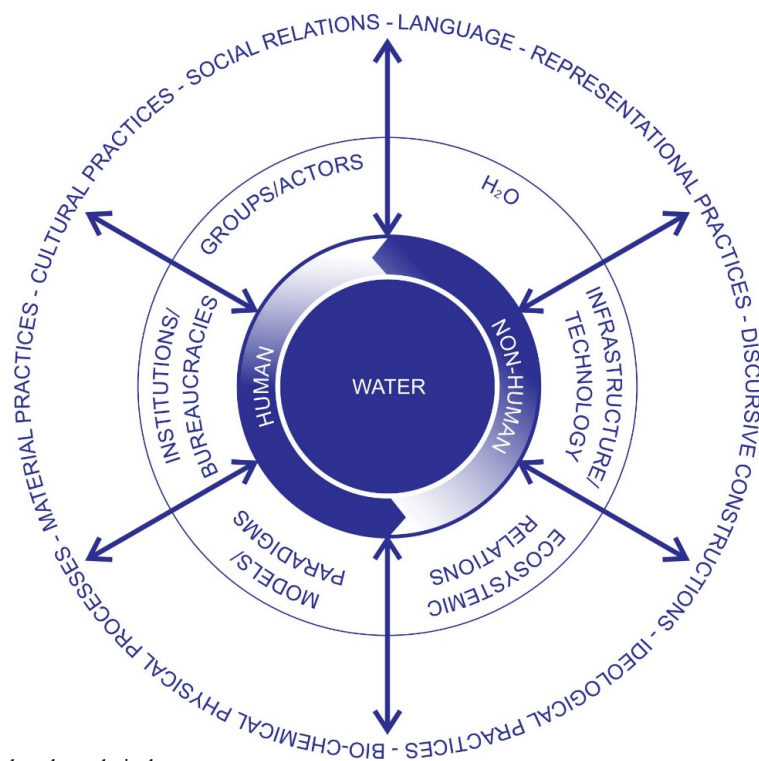 MATERIAL PRACTICES - CULTURAL PRACTICES - SOCIAL RELATIONS - LANGUAGE - REPRESENTATIONAL PRACTICES - DISCURSIVE CONSTRUCTIONS - IDEOLOGICAL PRACTICES - BIO-CHEMICAL PHYSICAL PROCESSES -
GROUPS/ACTORS
H₂O
INFRASTRUCTURE/
TECHNOLOGY
ECOSYSTEMIC
RELATIONS
MODELS/
PARADIGMS
INSTITUTIONS/
BUREAUCRACIES
HUMAN
NON-HUMAN
WATER